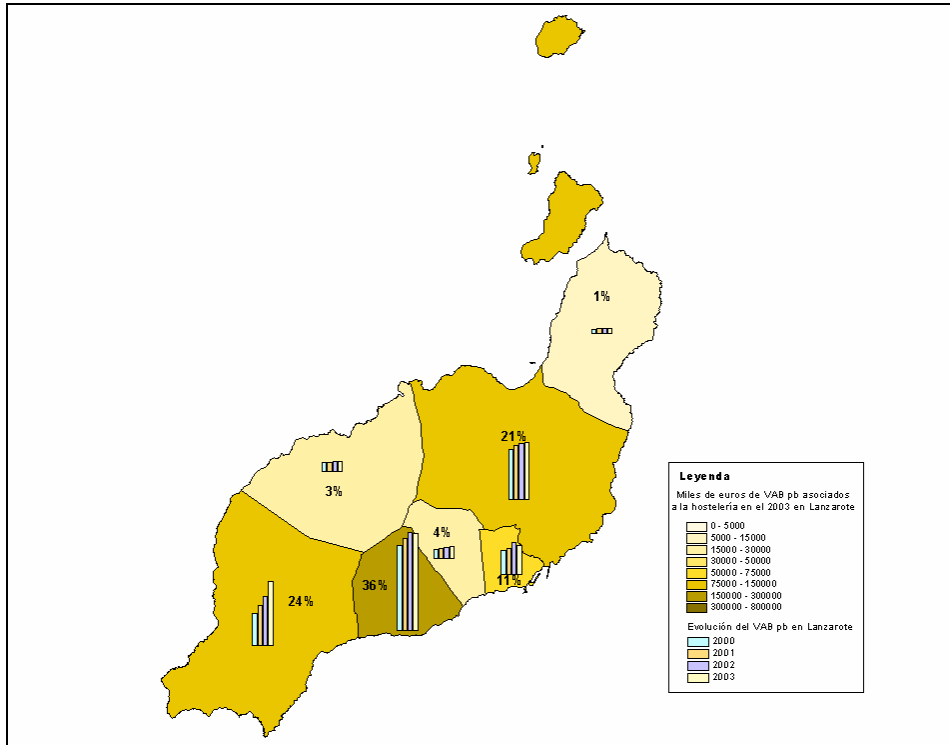 1%
21%
3%
4%
11%
36%
24%
Leyenda
Miles de euros de VAB pb asociados
a la hostelería en el 2003 en Lanzarote
0 - 5000
5000 - 15000
15000 - 30000
30000 - 50000
50000 - 75000
75000 - 150000
150000 - 300000
300000 - 800000
Evolución del VAB pb en Lanzarote
2000
2001
2002
2003